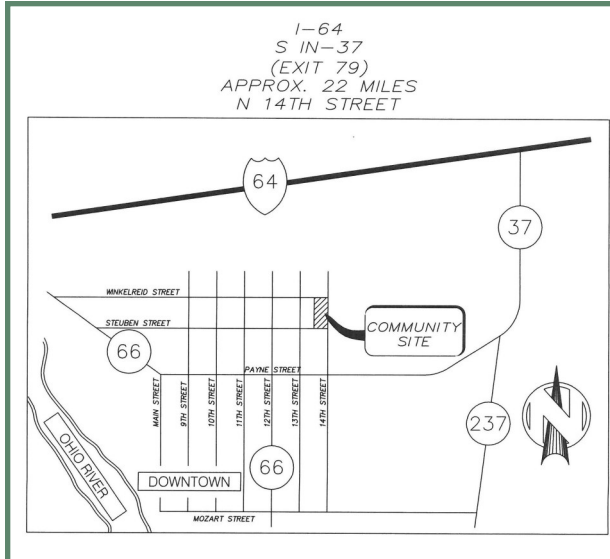 I-64
S IN-37
(EXIT 79)
APPROX. 22 MILES
N 14TH STREET
64
37
WINKELREID STREET
STEUBEN STREET
COMMUNITY
SITE
66
PAYNE STREET
MAIN STREET
9TH STREET
10TH STREET
11TH STREET
12TH STREET
13TH STREET
14TH STREET
237
N
OHIO RIVER
DOWNTOWN
66
MOZART STREET